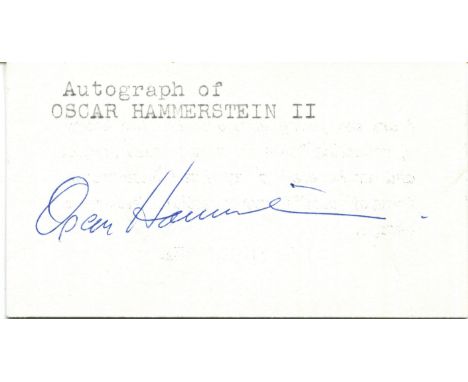 Autograph of
OSCAR HAMMERSTEIN II
Oscar Hammerstein